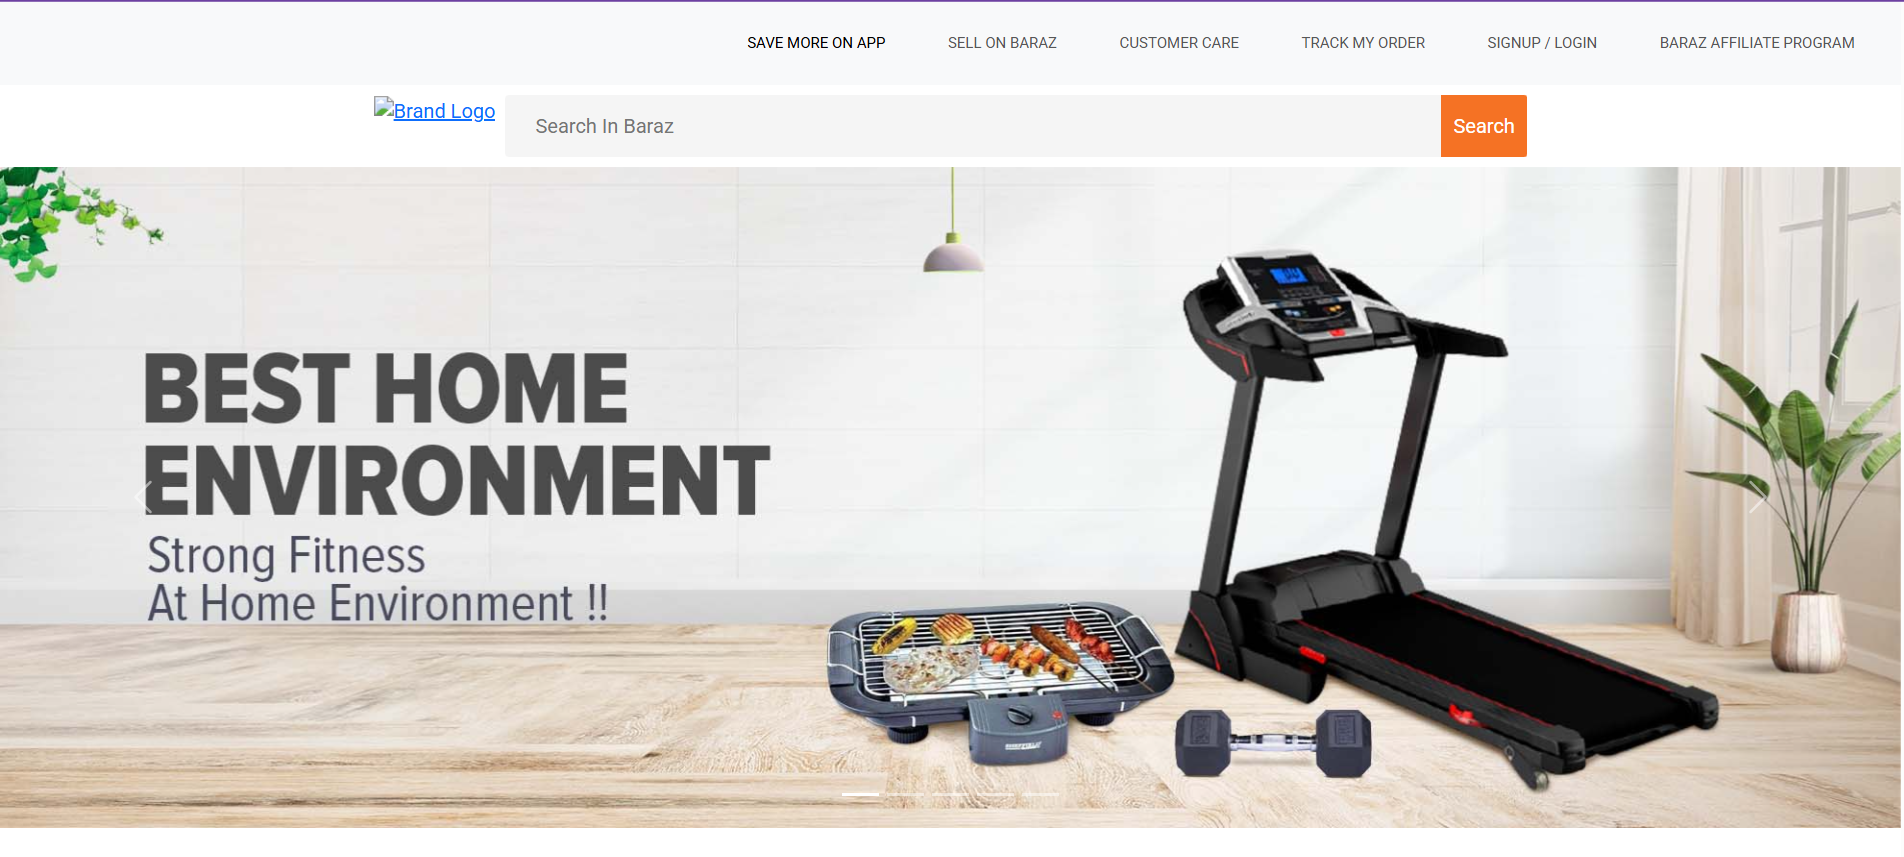 SAVE MORE ON APP SELL ON BARAZ CUSTOMER CARE TRACK MY ORDER SIGNUP / LOGIN BARAZ AFFILIATE PROGRAM
Brand Logo Search In Baraz Search
BEST HOME
ENVIRONMENT
Strong Fitness
At Home Environment !!